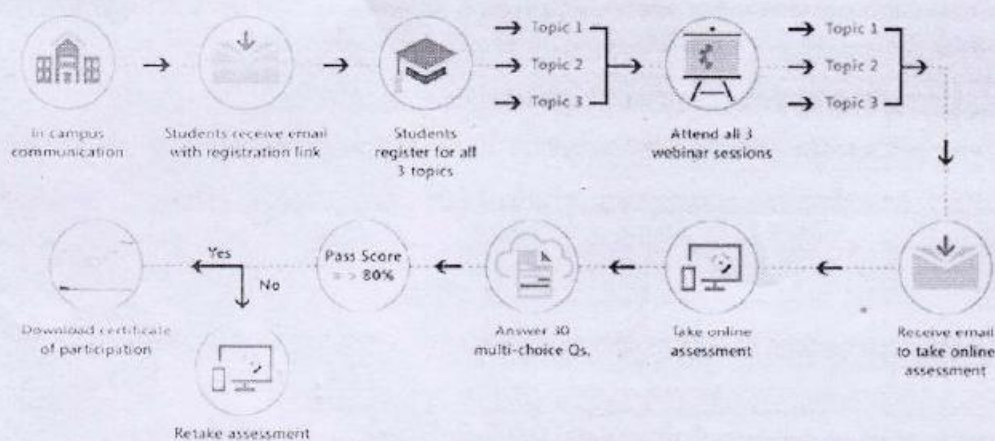 Topic 1
Topic 2
Topic 3
Topic 1
Topic 2
Topic 3
In campus
communication
Students receive email
with registration link
Students
register for all
3 topics
Attend all 3
webinar sessions
Yes
No
Pass Score
= > 80%
Download certificate
of participation
Answer 30
multi-choice Qs.
Take online
assessment
Receive email
to take online
assessment
Retake assessment